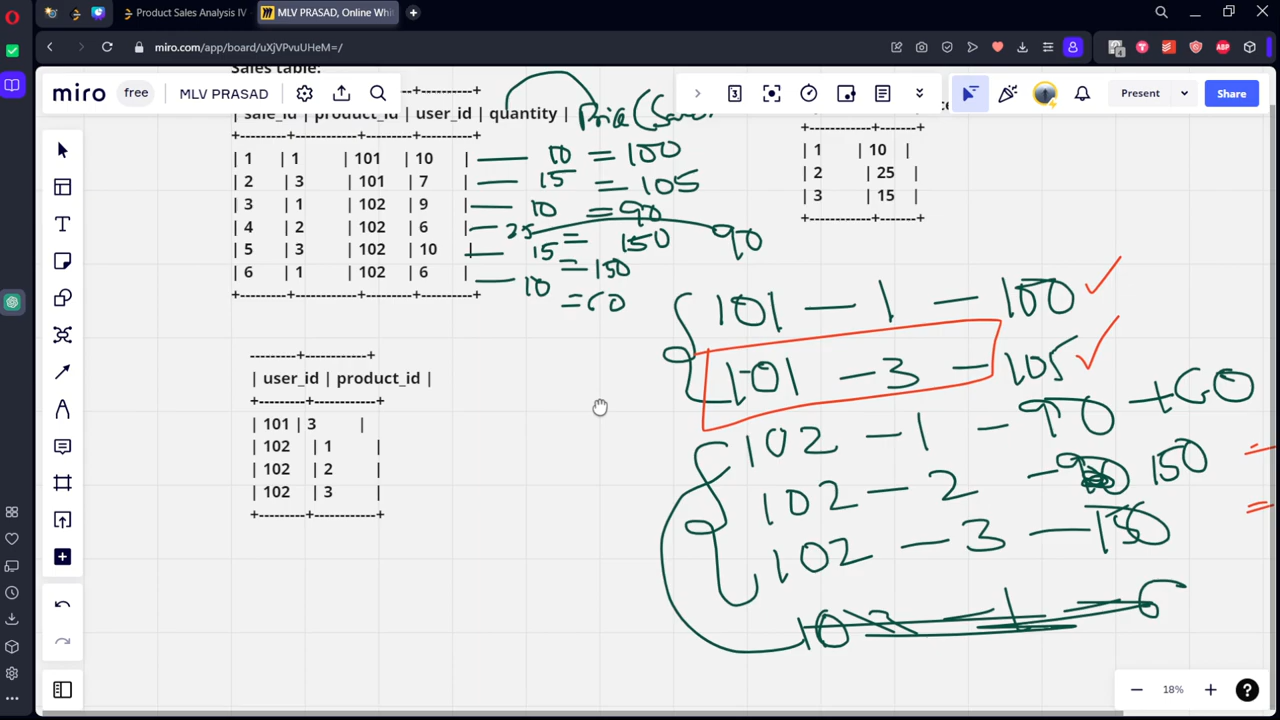 Product Sales Analysis IV
MLV PRASAD, Online Whi
miro.com/app/board/uXjVPvuUHeM=/
miro free MLV PRASAD
Present
Share
Sales table:
-+---------+----------+
| sale_id | product_id | user_id | quantity |
+---------+------------+---------+----------+
| 1 | 1 | 101 | 10 |
| 2 | 3 | 101 | 7 |
| 3 | 1 | 102 | 9 |
| 4 | 2 | 102 | 6 |
| 5 | 3 | 102 | 10 |
| 6 | 1 | 102 | 6 |
+---------+------------+---------+----------+
10 = 100
15 = 105
10 = 90
25 = 150 90
15 = 150
10 = 60
+------------+-------+
| 1 | 10 |
| 2 | 25 |
| 3 | 15 |
+------------+-------+
101 — 1 — 100
101 — 3 — 105
102 — 1 — 90 + 60
102 — 2 — 150
102 — 3 — 150
---------+------------+
| user_id | product_id |
+---------+------------+
| 101 | 3 |
| 102 | 1 |
| 102 | 2 |
| 102 | 3 |
+---------+------------+
18%